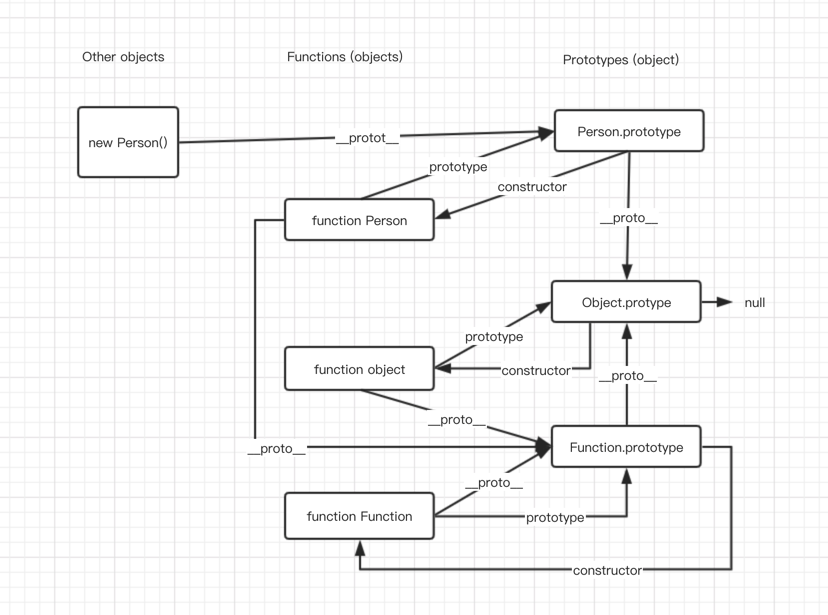 Other objects
Functions (objects)
Prototypes (object)
new Person()
__protot__
Person.prototype
prototype
constructor
function Person
__proto__
Object.protype
null
prototype
function object
constructor
__proto__
__proto__
__proto__
Function.prototype
__proto__
function Function
prototype
constructor